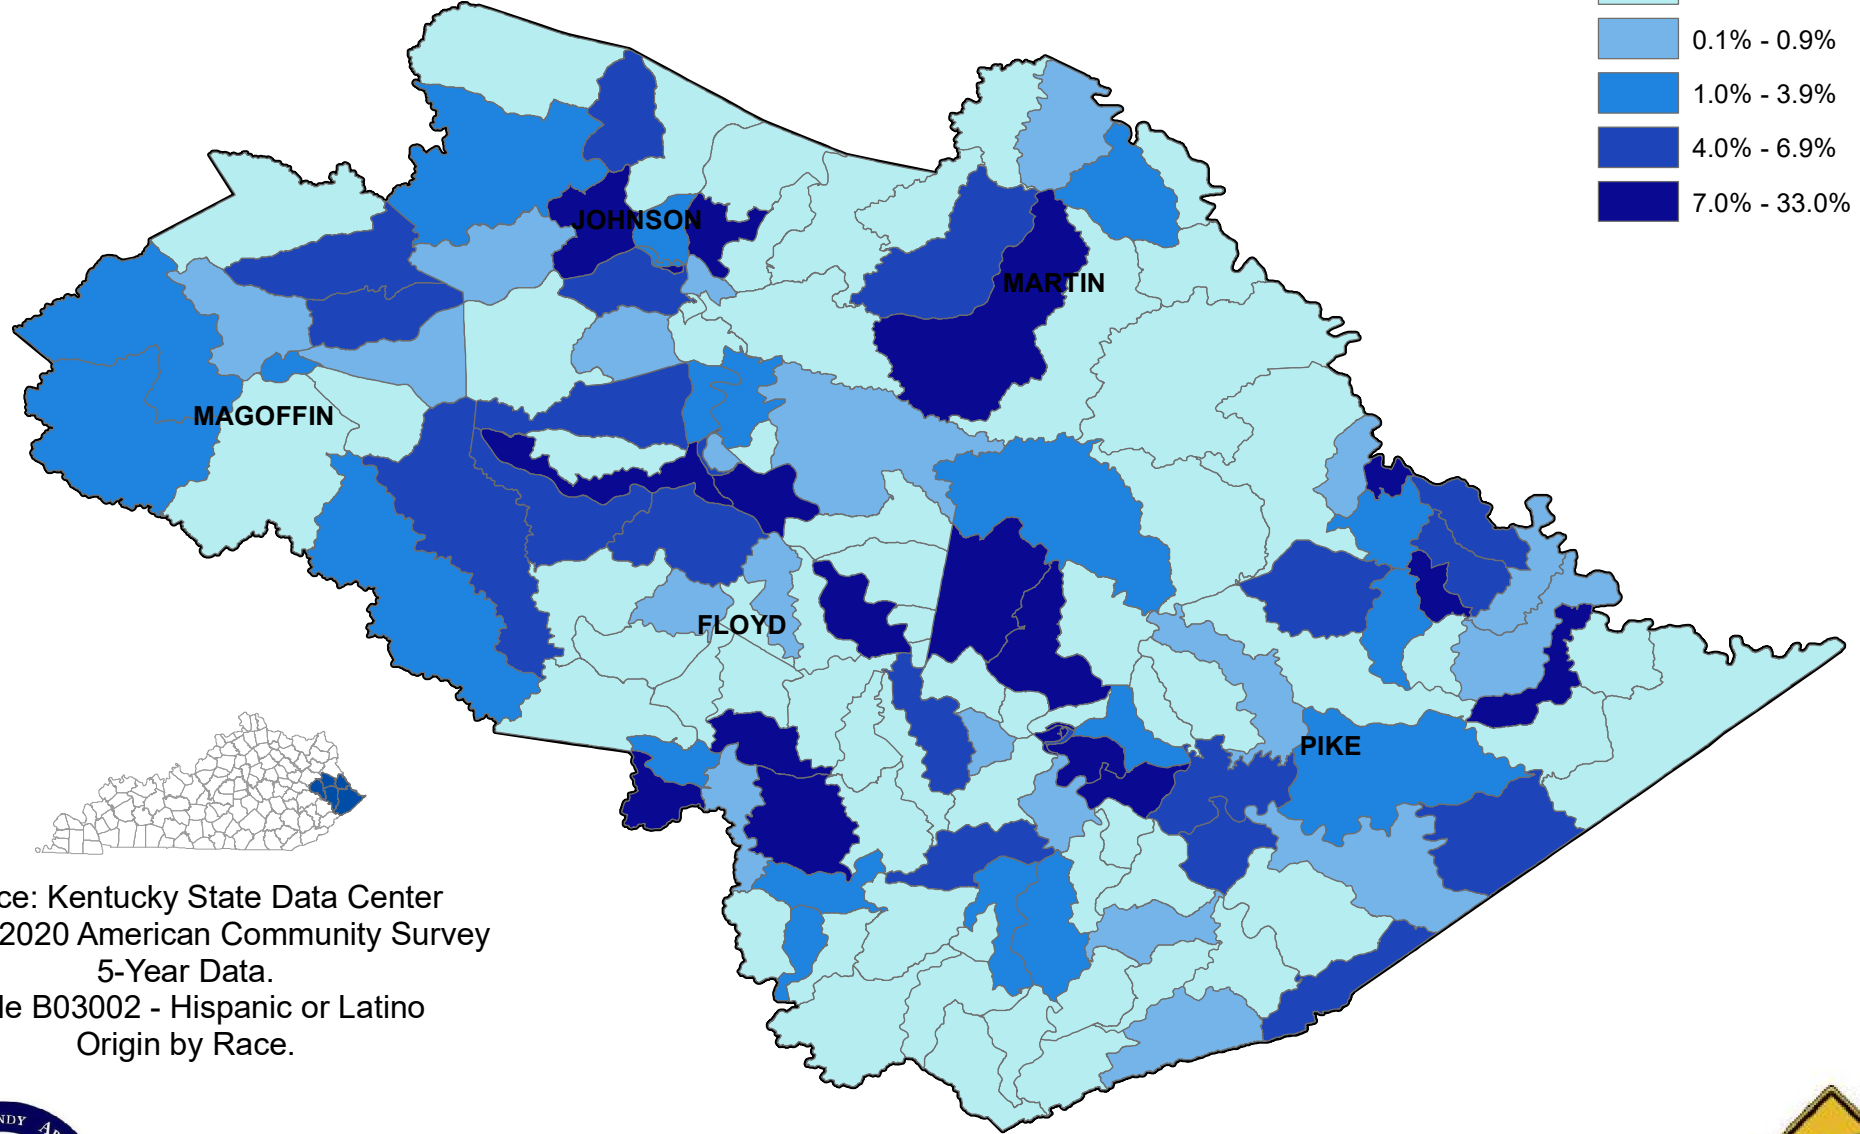 0.1% - 0.9%
1.0% - 3.9%
4.0% - 6.9%
7.0% - 33.0%
JOHNSON
MARTIN
MAGOFFIN
FLOYD
PIKE
ce: Kentucky State Data Center
2020 American Community Survey
5-Year Data.
le B03002 - Hispanic or Latino
Origin by Race.
NDY